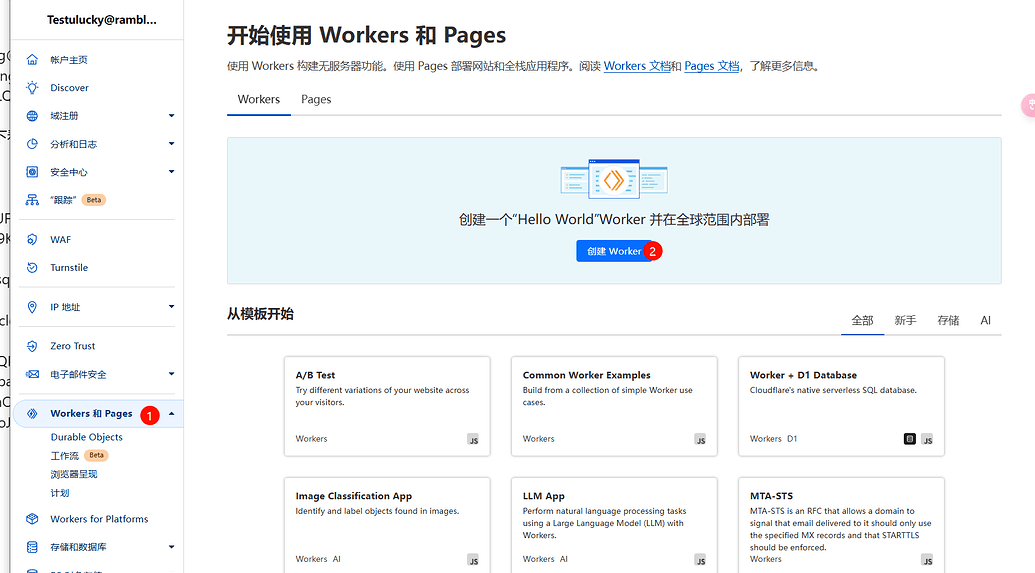 Testulucky@rambl...
帐户主页
Discover
域注册
分析和日志
安全中心
“跟踪” Beta
WAF
Turnstile
IP 地址
Zero Trust
电子邮件安全
Workers 和 Pages 1
Durable Objects
工作流 Beta
浏览器呈现
计划
Workers for Platforms
存储和数据库
开始使用 Workers 和 Pages
使用 Workers 构建无服务器功能。使用 Pages 部署网站和全栈应用程序。阅读 Workers 文档和 Pages 文档，了解更多信息。
Workers Pages
创建一个“Hello World”Worker 并在全球范围内部署
创建 Worker 2
从模板开始
全部 新手 存储 AI
A/B Test
Try different variations of your website across
your visitors.
Workers JS
Common Worker Examples
Build from a collection of simple Worker use
cases.
Workers JS
Worker + D1 Database
Cloudflare's native serverless SQL database.
Workers D1 JS
Image Classification App
Identify and label objects found in images.
Workers AI JS
LLM App
Perform natural language processing tasks
using a Large Language Model (LLM) with
Workers.
Workers AI JS
MTA-STS
MTA-STS is an RFC that allows a domain to
signal that email delivered to it should only use
the specified MX records and that STARTTLS
should be enforced.
Workers JS